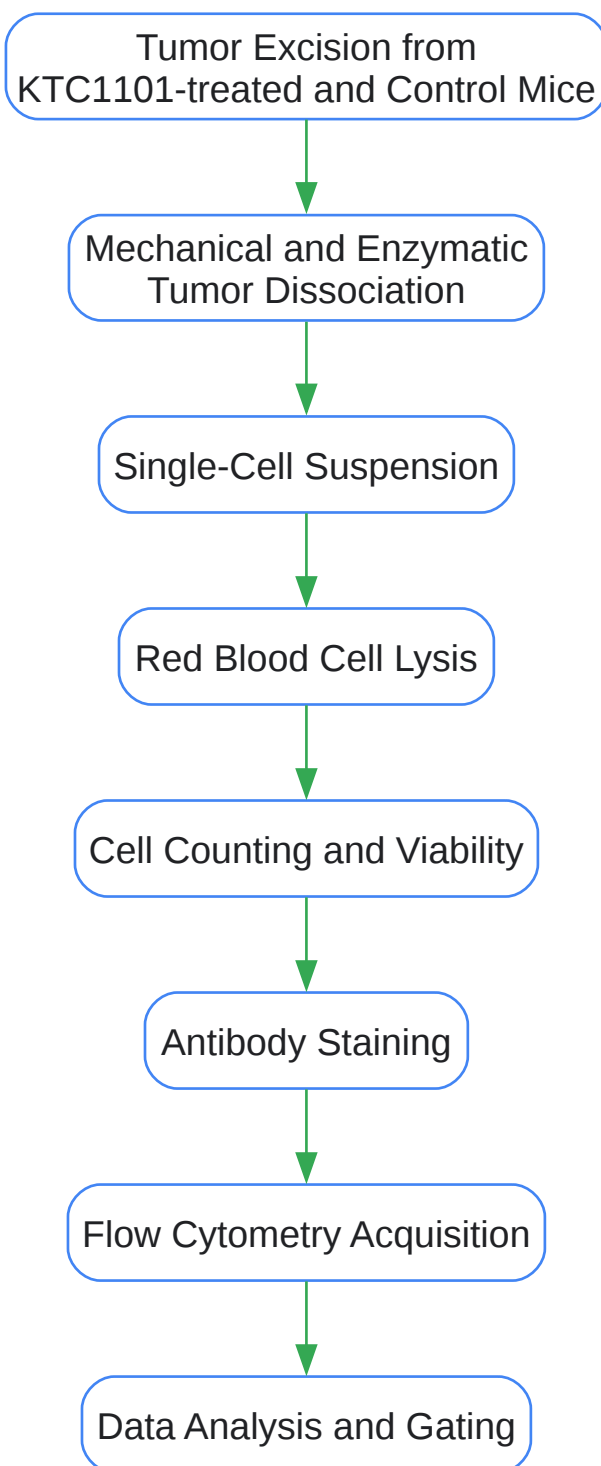 Tumor Excision from
KTC1101-treated and Control Mice
Mechanical and Enzymatic
Tumor Dissociation
Single-Cell Suspension
Red Blood Cell Lysis
Cell Counting and Viability
Antibody Staining
Flow Cytometry Acquisition
Data Analysis and Gating